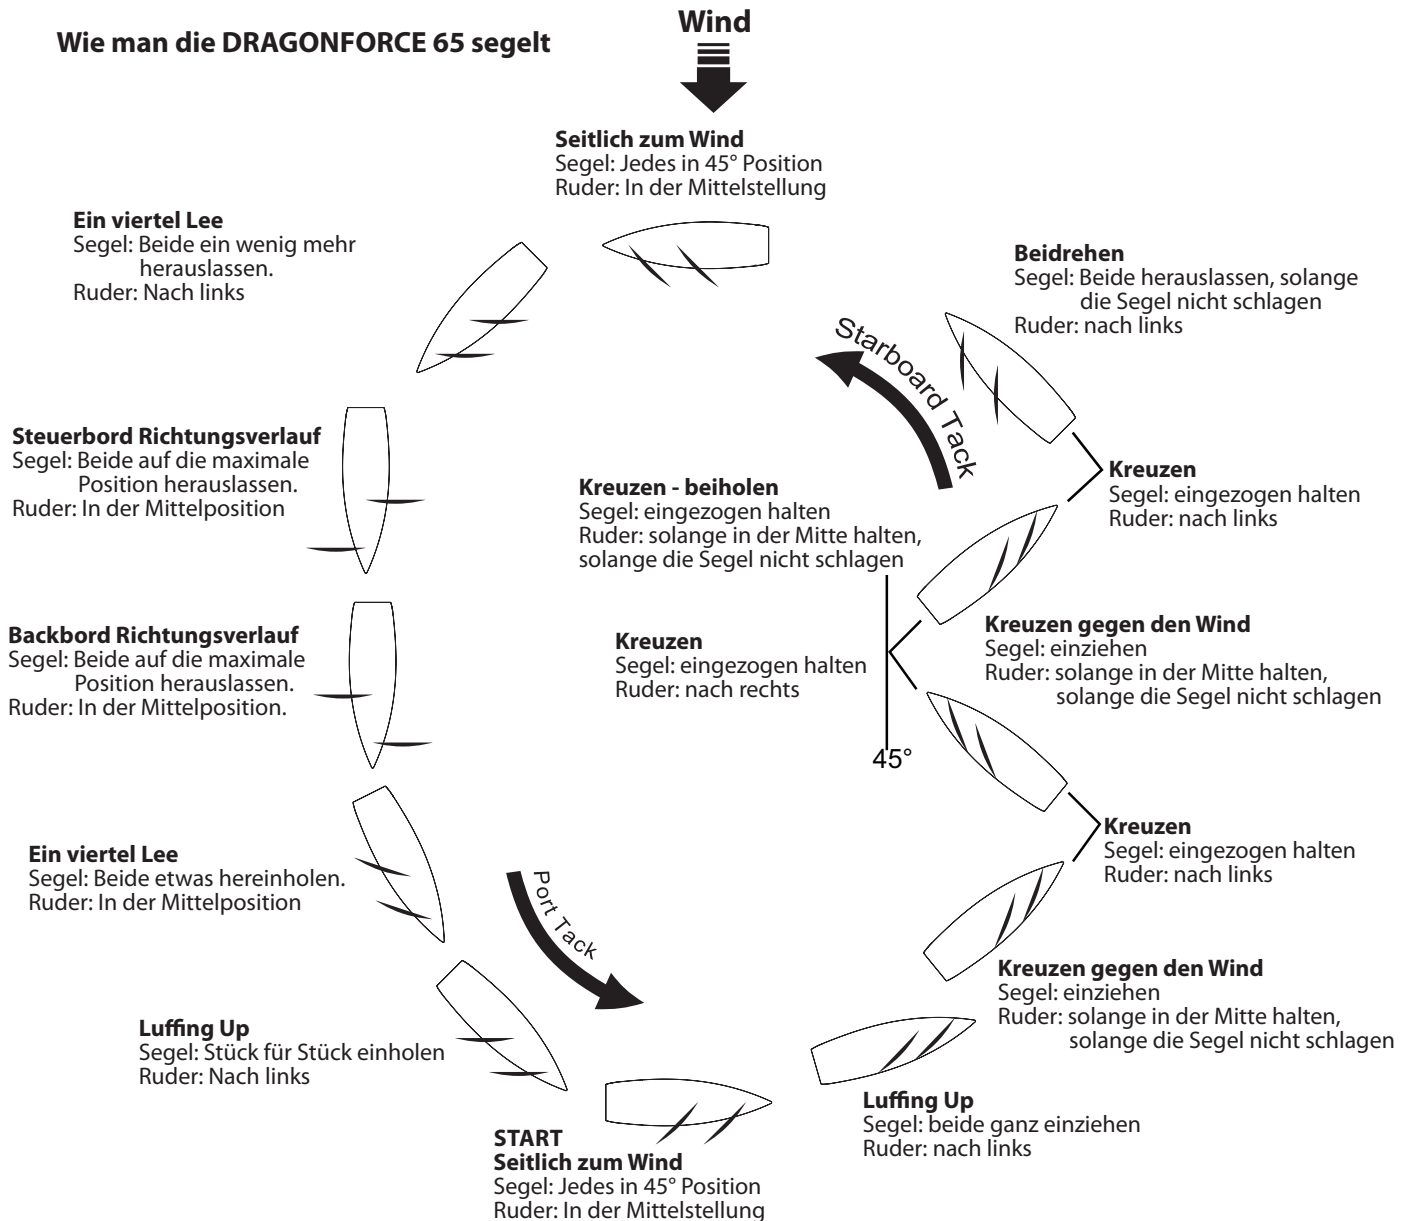 Wie man die DRAGONFORCE 65 segelt
Wind
Seitlich zum Wind
Segel: Jedes in 45° Position
Ruder: In der Mittelstellung
Ein viertel Lee
Segel: Beide ein wenig mehr
herauslassen.
Ruder: Nach links
Beidrehen
Segel: Beide herauslassen, solange
die Segel nicht schlagen
Ruder: nach links
Starboard Tack
Steuerbord Richtungsverlauf
Segel: Beide auf die maximale
Position herauslassen.
Ruder: In der Mittelposition
Kreuzen - beiholen
Segel: eingezogen halten
Ruder: solange in der Mitte halten,
solange die Segel nicht schlagen
Kreuzen
Segel: eingezogen halten
Ruder: nach links
Backbord Richtungsverlauf
Segel: Beide auf die maximale
Position herauslassen.
Ruder: In der Mittelposition.
Kreuzen
Segel: eingezogen halten
Ruder: nach rechts
Kreuzen gegen den Wind
Segel: einziehen
Ruder: solange in der Mitte halten,
solange die Segel nicht schlagen
45°
Ein viertel Lee
Segel: Beide etwas hereinholen.
Ruder: In der Mittelposition
Port Tack
Kreuzen
Segel: eingezogen halten
Ruder: nach links
Kreuzen gegen den Wind
Segel: einziehen
Ruder: solange in der Mitte halten,
solange die Segel nicht schlagen
Luffing Up
Segel: Stück für Stück einholen
Ruder: Nach links
Luffing Up
Segel: beide ganz einziehen
Ruder: nach links
START
Seitlich zum Wind
Segel: Jedes in 45° Position
Ruder: In der Mittelstellung